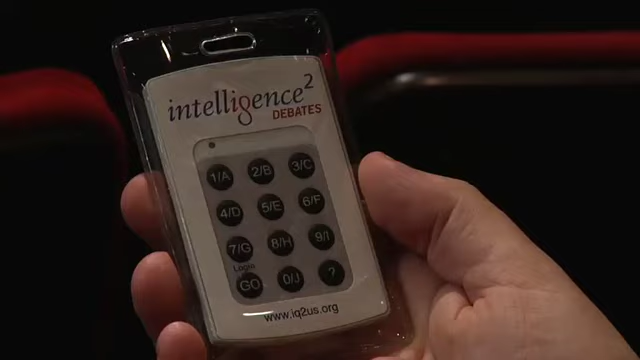 intelligence2
DEBATES
1/A 2/B 3/C
4/D 5/E 6/F
7/G 8/H 9/I
Login
GO 0/J ?
www.iq2us.org